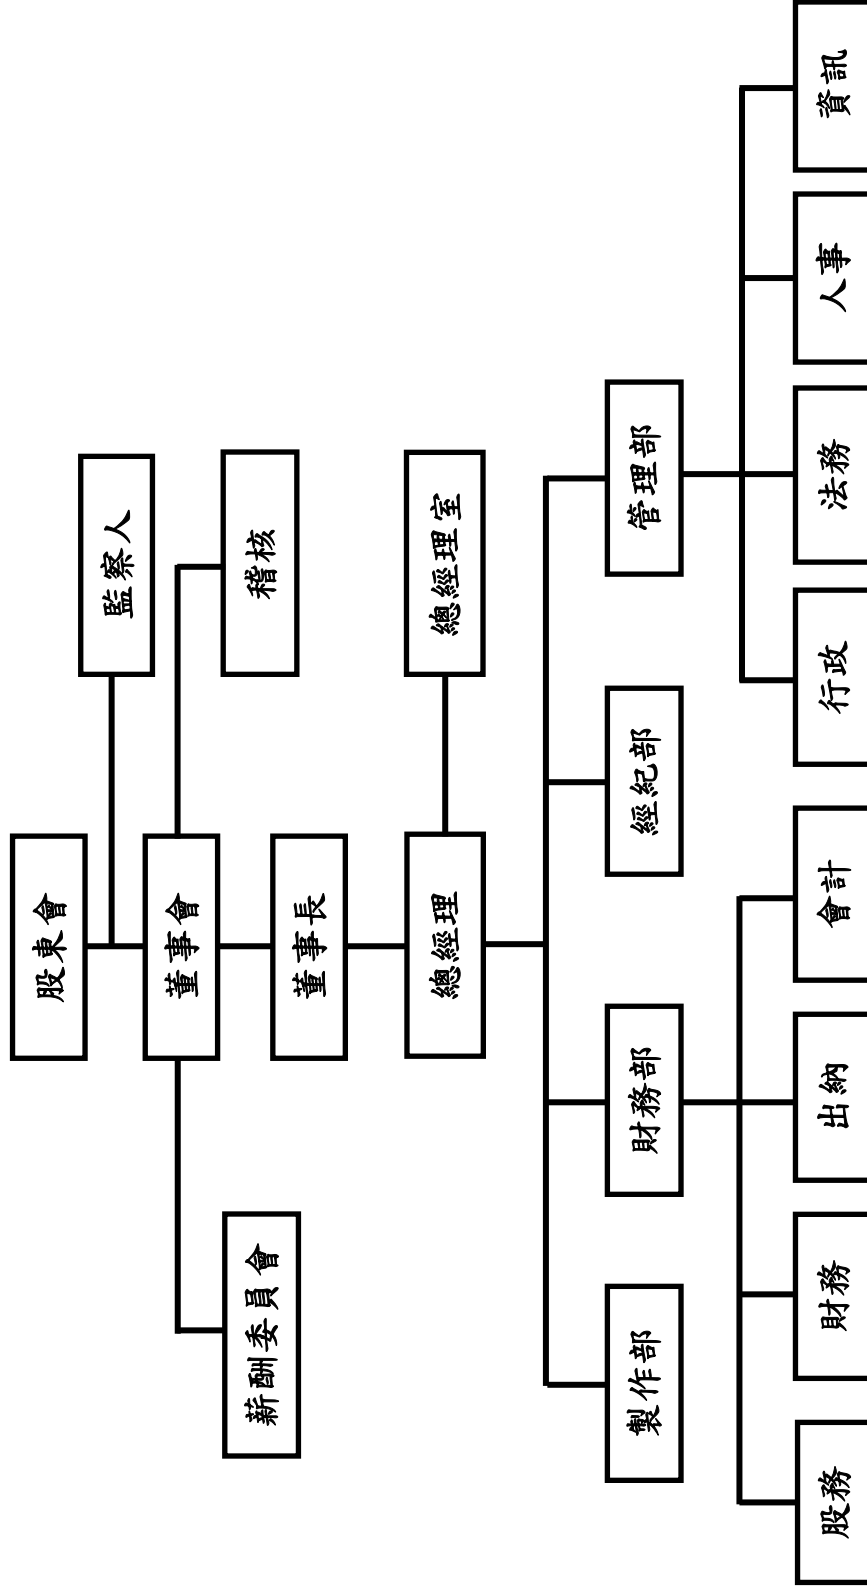 股東會
監察人
董事會
薪酬委員會
稽核
董事長
總經理
總經理室
製作部
財務部
經紀部
管理部
股務
財務
出納
會計
行政
法務
人事
資訊